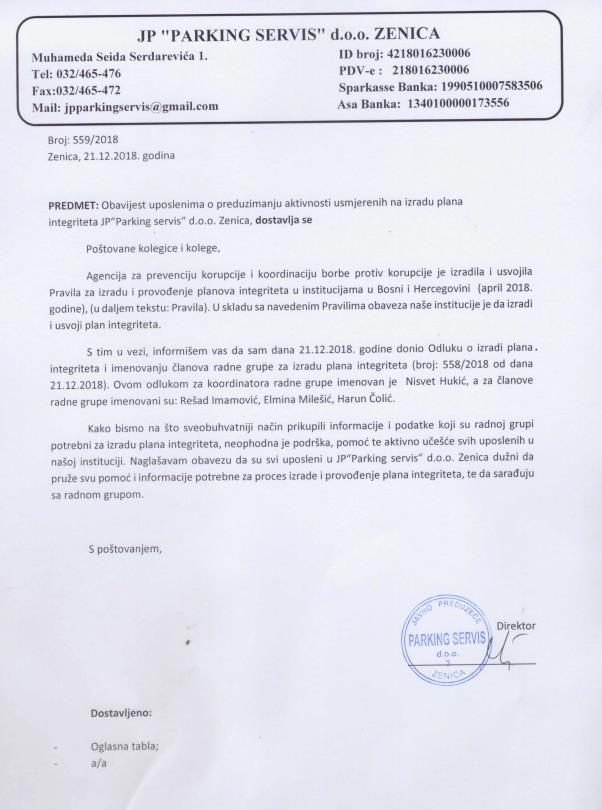 JP "PARKING SERVIS" d.o.o. ZENICA
Muhameda Seida Serdarevića 1.
Tel: 032/465-476
Fax:032/465-472
Mail: jpparkingservis@gmail.com
ID broj: 4218016230006
PDV-e : 218016230006
Sparkasse Banka: 1990510007583506
Asa Banka: 1340100000173556
Broj: 559/2018
Zenica, 21.12.2018. godina
PREDMET: Obavijest uposlenima o preduzimanju aktivnosti usmjerenih na izradu plana
integriteta JP"Parking servis" d.o.o. Zenica, dostavlja se
Poštovane kolegice i kolege,
Agencija za prevenciju korupcije i koordinaciju borbe protiv korupcije je izradila i usvojila
Pravila za izradu i provođenje planova integriteta u institucijama u Bosni i Hercegovini (april 2018.
godine), (u daljem tekstu: Pravila). U skladu sa navedenim Pravilima obaveza naše institucije je da izradi
i usvoji plan integriteta.
S tim u vezi, informišem vas da sam dana 21.12.2018. godine donio Odluku o izradi plana
integriteta i imenovanju članova radne grupe za izradu plana integriteta (broj: 558/2018 od dana
21.12.2018). Ovom odlukom za koordinatora radne grupe imenovan je Nisvet Hukić, a za članove
radne grupe imenovani su: Rešad Imamović, Elmina Milešić, Harun Čolić.
Kako bismo na što sveobuhvatniji način prikupili informacije i podatke koji su radnoj grupi
potrebni za izradu plana integriteta, neophodna je podrška, pomoć te aktivno učešće svih uposlenih u
našoj instituciji. Naglašavam obavezu da su svi uposleni u JP"Parking servis" d.o.o. Zenica dužni da
pruže svu pomoć i informacije potrebne za proces izrade i provođenje plana integriteta, te da sarađuju
sa radnom grupom.
S poštovanjem,
Direktor
JAVNO PREDUZEĆE
PARKING SERVIS
d.o.o.
3
ZENICA
Dostavljeno:
- Oglasna tabla;
- a/a